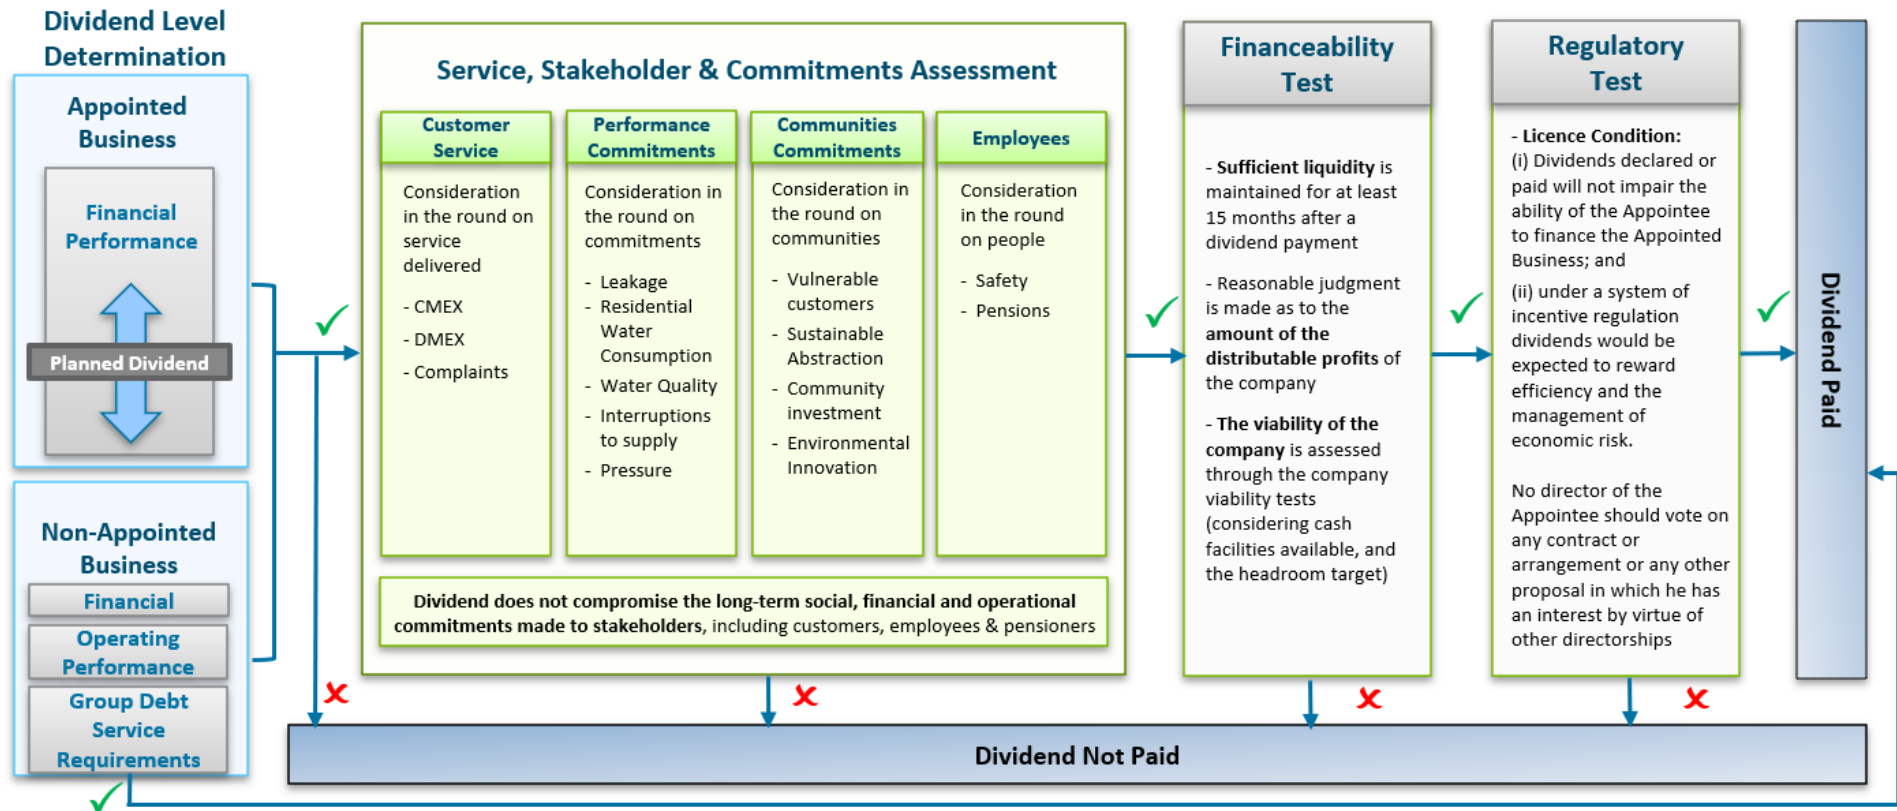 Dividend Level
Determination
Appointed
Business
Financial
Performance
Planned Dividend
Non-Appointed
Business
Financial
Operating
Performance
Group Debt
Service
Requirements
Service, Stakeholder & Commitments Assessment
Customer
Service
Consideration
in the round on
service
delivered
- CMEX
- DMEX
- Complaints
Performance
Commitments
Consideration in
the round on
commitments
- Leakage
- Residential
Water
Consumption
- Water Quality
- Interruptions
to supply
- Pressure
Communities
Commitments
Consideration in
the round on
communities
- Vulnerable
customers
- Sustainable
Abstraction
- Community
investment
- Environmental
Innovation
Employees
Consideration
in the round
on people
- Safety
- Pensions
Dividend does not compromise the long-term social, financial and operational
commitments made to stakeholders, including customers, employees & pensioners
Financeability
Test
- Sufficient liquidity is
maintained for at least
15 months after a
dividend payment
- Reasonable judgment
is made as to the
amount of the
distributable profits of
the company
- The viability of the
company is assessed
through the company
viability tests
(considering cash
facilities available, and
the headroom target)
Regulatory
Test
- Licence Condition:
(i) Dividends declared or
paid will not impair the
ability of the Appointee
to finance the Appointed
Business; and
(ii) under a system of
incentive regulation
dividends would be
expected to reward
efficiency and the
management of
economic risk.
No director of the
Appointee should vote on
any contract or
arrangement or any other
proposal in which he has
an interest by virtue of
other directorships
Dividend Paid
Dividend Not Paid